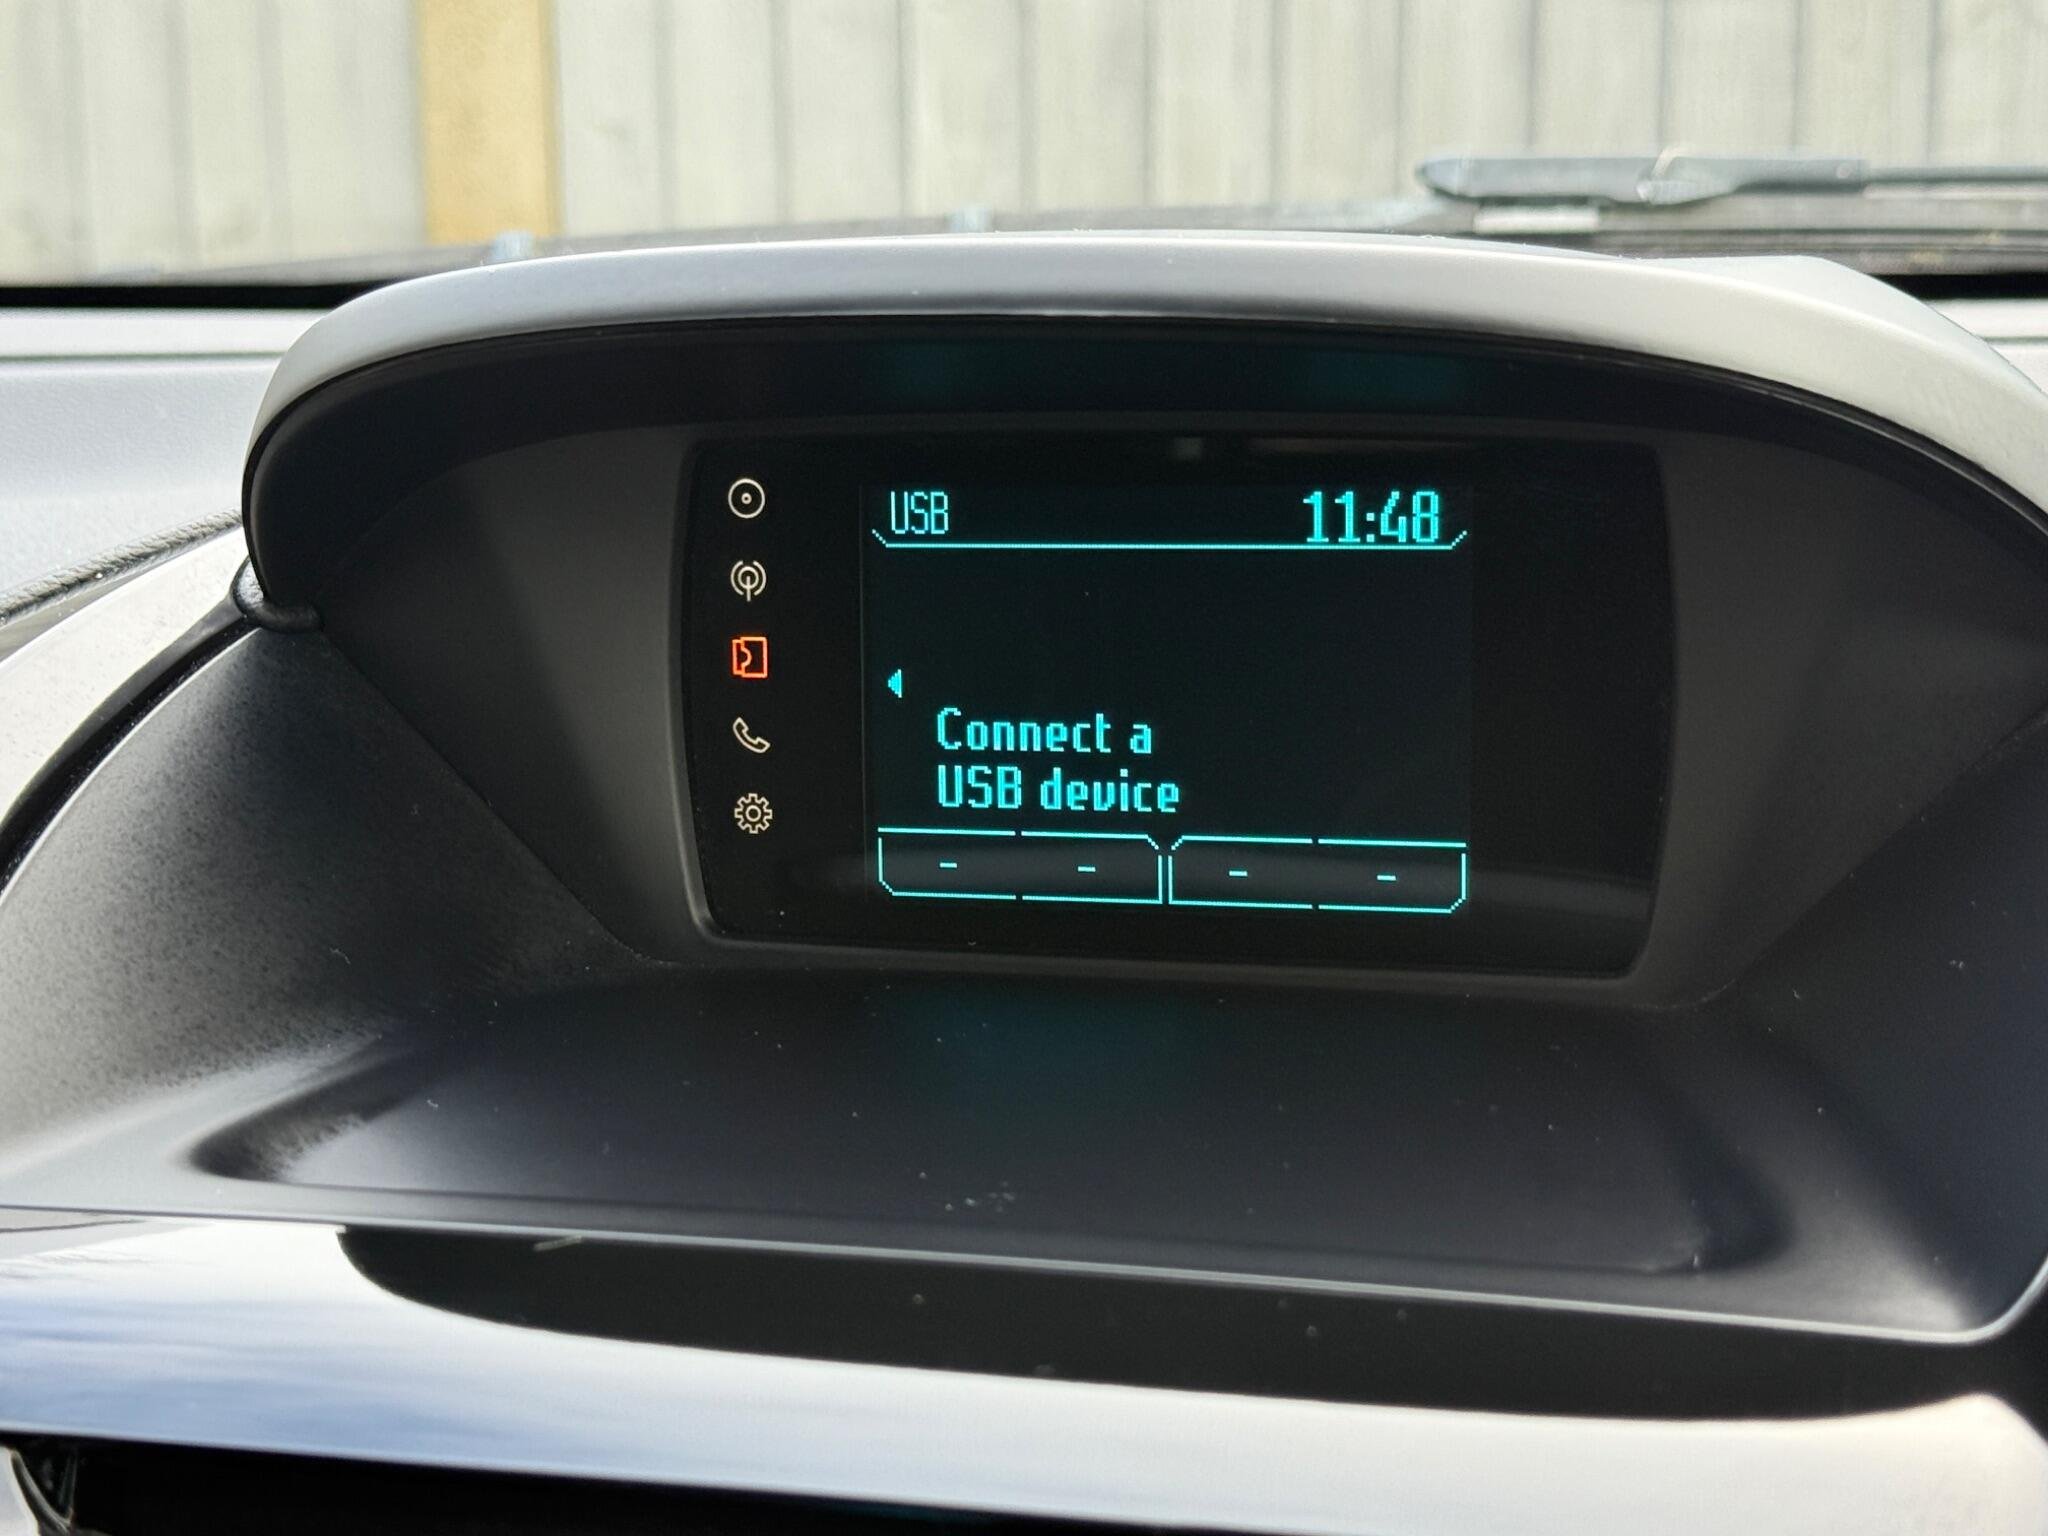 USB 11:48
Connect a
USB device
- - - -